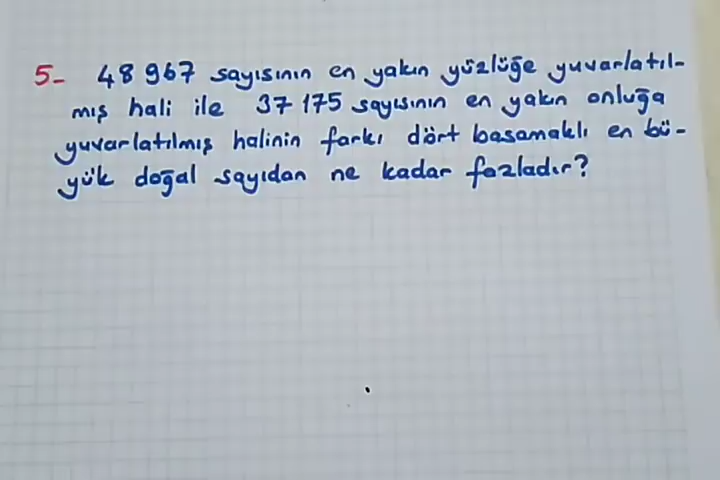 5- 48 967 sayısının en yakın yüzlüğe yuvarlatıl-
mış hali ile 37 175 sayısının en yakın onluğa
yuvarlatılmış halinin farkı dört basamaklı en bü-
yük doğal sayıdan ne kadar fazladır?